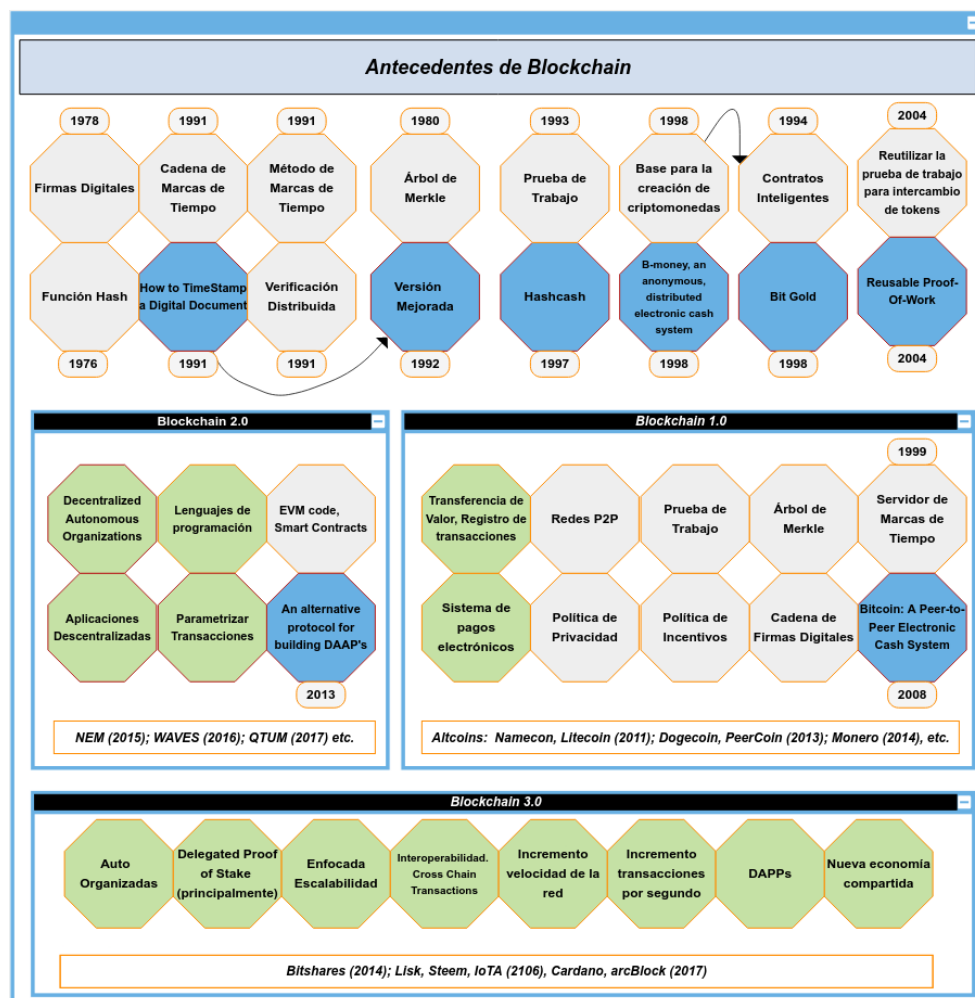 Antecedentes de Blockchain
1978
1991
1991
1980
1993
1998
1994
2004
Firmas Digitales
Cadena de
Marcas de
Tiempo
Método de
Marcas de
Tiempo
Árbol de
Merkle
Prueba de
Trabajo
Base para la
creación de
criptomonedas
Contratos
Inteligentes
Reutilizar la
prueba de trabajo
para intercambio
de tokens
Función Hash
How to TimeStamp
a Digital Document
Verificación
Distribuida
Versión
Mejorada
Hashcash
B-money, an
anonymous,
distributed
electronic cash
system
Bit Gold
Reusable Proof-
Of-Work
1976
1991
1991
1992
1997
1998
1998
2004
Blockchain 2.0
Decentralized
Autonomous
Organizations
Lenguajes de
programación
EVM code,
Smart Contracts
Aplicaciones
Descentralizadas
Parametrizar
Transacciones
An alternative
protocol for
building DAAP's
2013
NEM (2015); WAVES (2016); QTUM (2017) etc.
Blockchain 1.0
1999
Transferencia de
Valor, Registro de
transacciones
Redes P2P
Prueba de
Trabajo
Árbol de
Merkle
Servidor de
Marcas de
Tiempo
Sistema de
pagos
electrónicos
Política de
Privacidad
Política de
Incentivos
Cadena de
Firmas Digitales
Bitcoin: A Peer-to-
Peer Electronic
Cash System
2008
Altcoins: Namecon, Litecoin (2011); Dogecoin, PeerCoin (2013); Monero (2014), etc.
Blockchain 3.0
Auto
Organizadas
Delegated Proof
of Stake
(principalmente)
Enfocada
Escalabilidad
Interoperabilidad.
Cross Chain
Transactions
Incremento
velocidad de la
red
Incremento
transacciones
por segundo
DAPPs
Nueva economía
compartida
Bitshares (2014); Lisk, Steem, IoTA (2106), Cardano, arcBlock (2017)